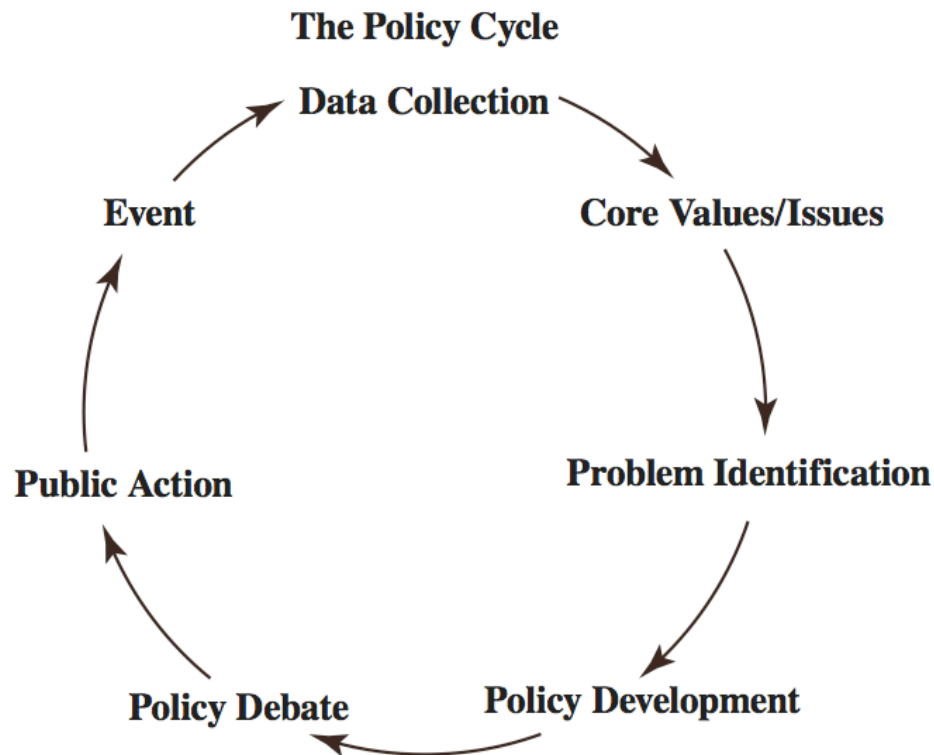 The Policy Cycle
Data Collection
Event
Core Values/Issues
Public Action
Problem Identification
Policy Debate
Policy Development